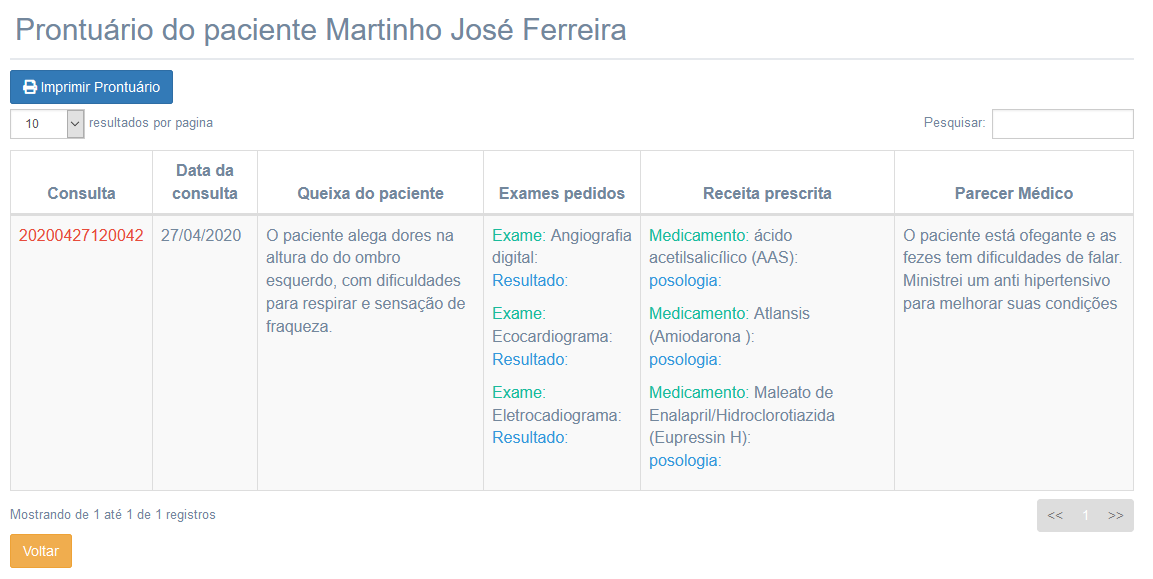 Prontuário do paciente Martinho José Ferreira
Imprimir Prontuário
10 resultados por pagina
Pesquisar:
Consulta
Data da
consulta
Queixa do paciente
Exames pedidos
Receita prescrita
Parecer Médico
20200427120042
27/04/2020
O paciente alega dores na
altura do do ombro
esquerdo, com dificuldades
para respirar e sensação de
fraqueza.
Exame: Angiografia
digital:
Resultado:
Exame:
Ecocardiograma:
Resultado:
Exame:
Eletrocadiograma:
Resultado:
Medicamento: ácido
acetilsalicílico (AAS):
posologia:
Medicamento: Atlansis
(Amiodarona ):
posologia:
Medicamento: Maleato de
Enalapril/Hidroclorotiazida
(Eupressin H):
posologia:
O paciente está ofegante e as
fezes tem dificuldades de falar.
Ministrei um anti hipertensivo
para melhorar suas condições
Mostrando de 1 até 1 de 1 registros
<< 1 >>
Voltar